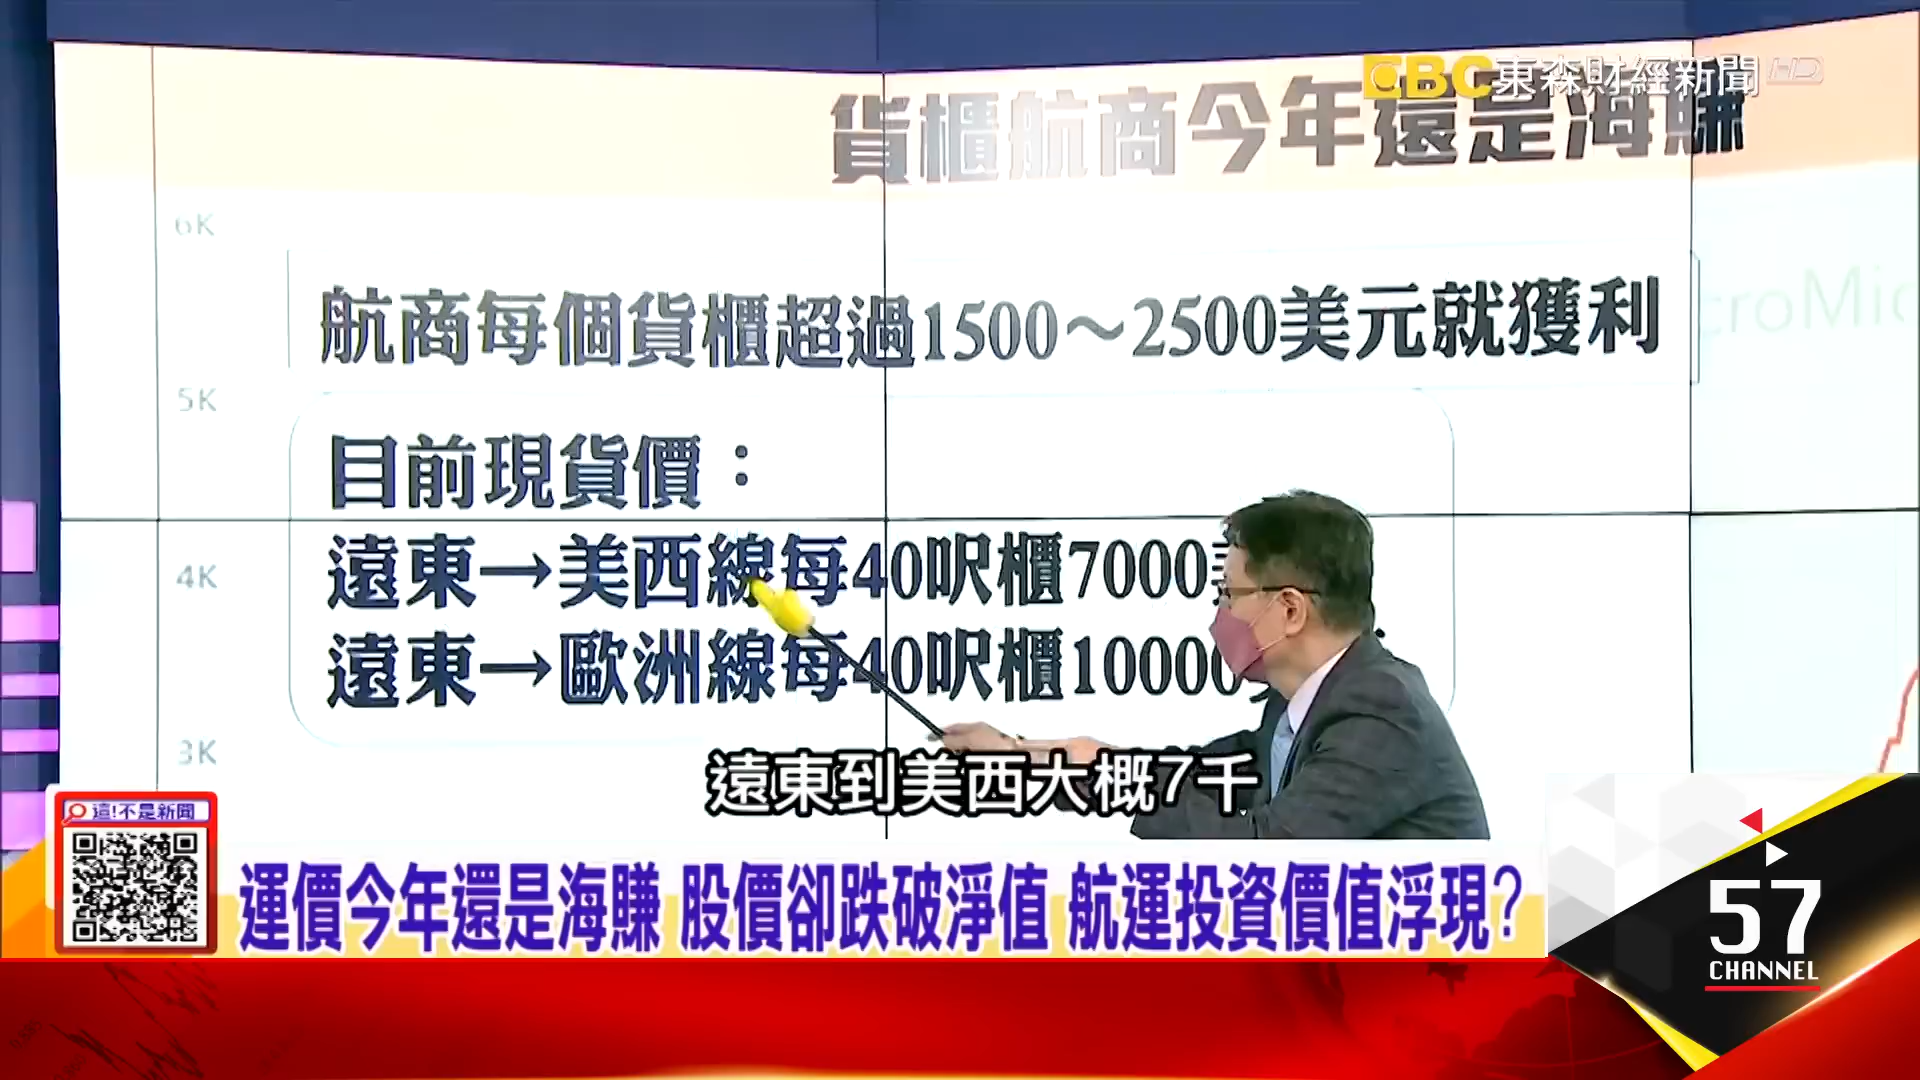 EBC東森財經新聞HD
貨櫃航商今年還是海賺
6K
航商每個貨櫃超過1500～2500美元就獲利
croMic
5K
目前現貨價：
4K
遠東→美西線每40呎櫃7000美
遠東→歐洲線每40呎櫃10000
3K
遠東到美西大概7千
這!不是新聞
運價今年還是海賺 股價卻跌破淨值 航運投資價值浮現?
57
CHANNEL